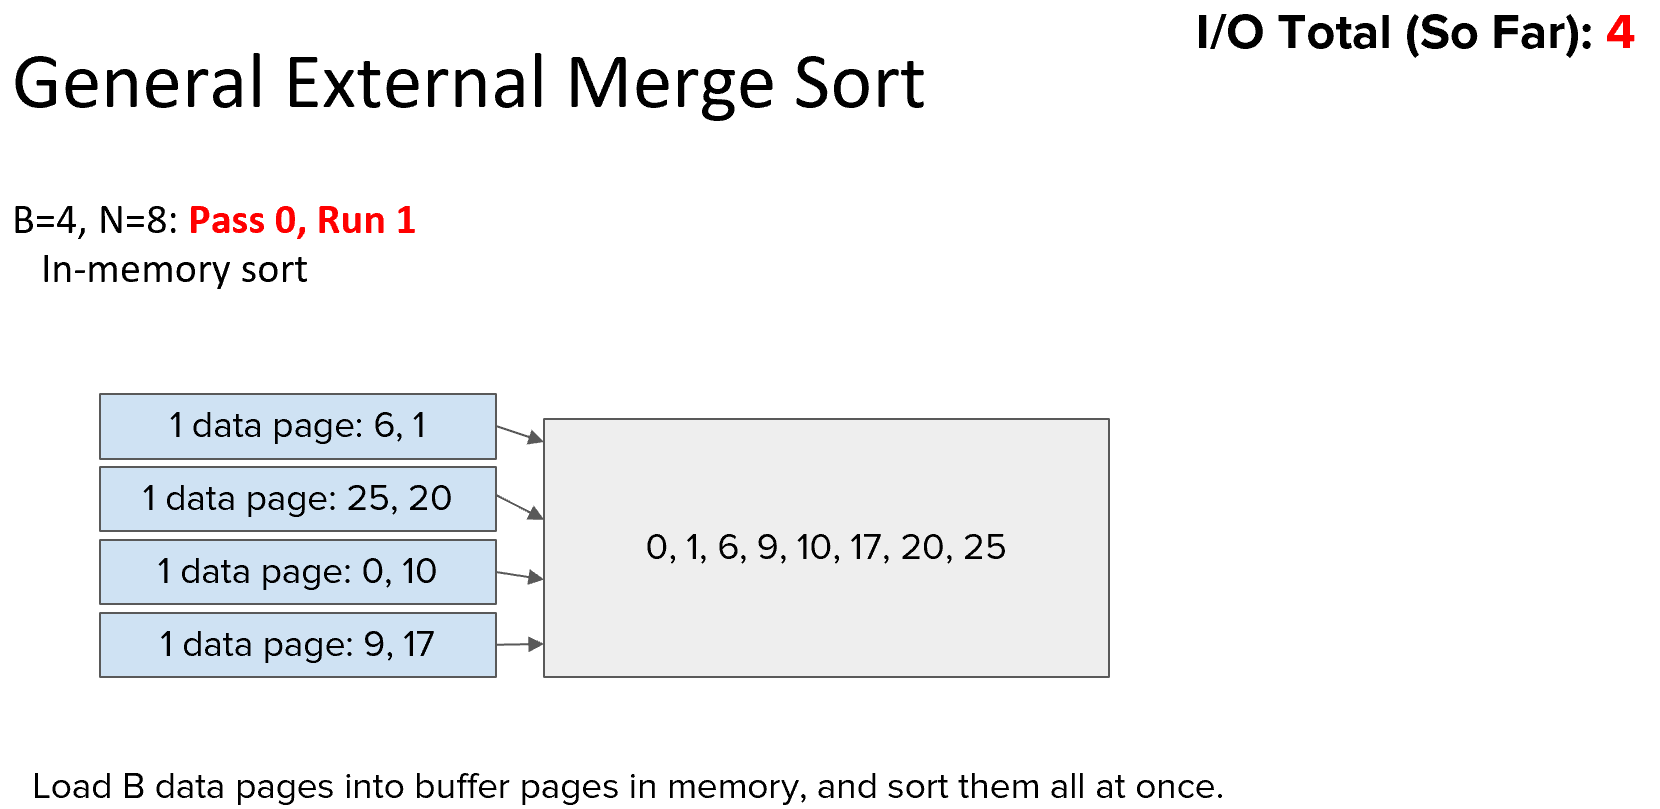 I/O Total (So Far): 4
General External Merge Sort
B=4, N=8: Pass 0, Run 1
In-memory sort
1 data page: 6, 1
1 data page: 25, 20
1 data page: 0, 10
1 data page: 9, 17
0, 1, 6, 9, 10, 17, 20, 25
Load B data pages into buffer pages in memory, and sort them all at once.